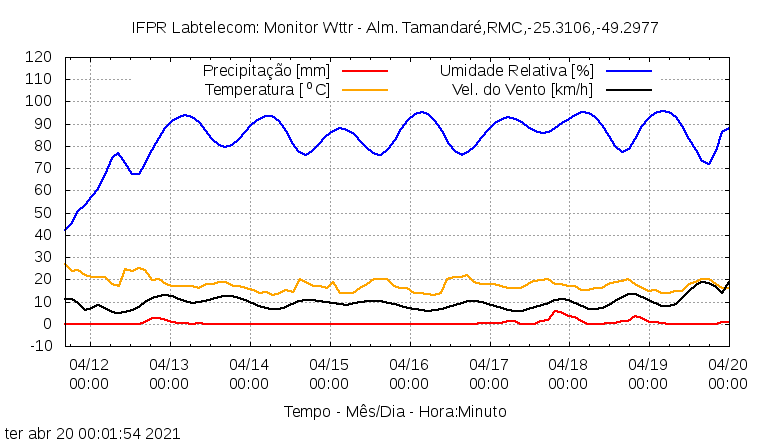 IFPR Labtelecom: Monitor Wttr - Alm. Tamandaré,RMC,-25.3106,-49.2977
120
110
100
90
80
70
60
50
40
30
20
10
0
-10
Precipitação [mm]
Temperatura [ ⁰C]
Umidade Relativa [%]
Vel. do Vento [km/h]
04/12 04/13 04/14 04/15 04/16 04/17 04/18 04/19 04/20
00:00 00:00 00:00 00:00 00:00 00:00 00:00 00:00 00:00
Tempo - Mês/Dia - Hora:Minuto
ter abr 20 00:01:54 2021